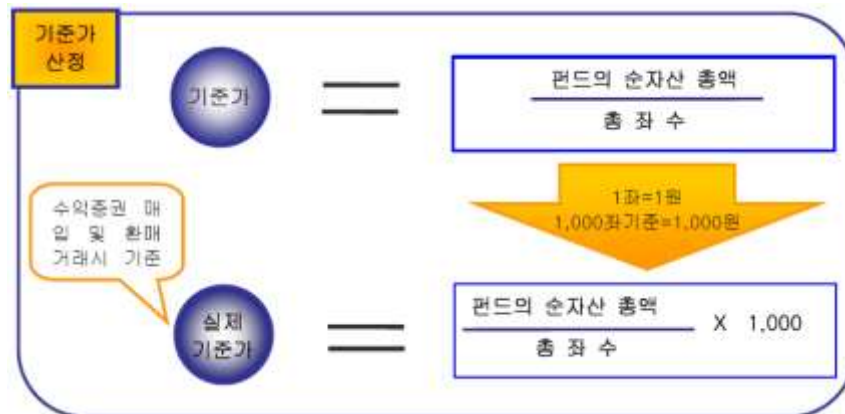 기준가
산정
기준가
펀드의 순자산 총액
총 좌 수
1좌=1원
1,000좌기준=1,000원
수익증권 매
입 및 환매
거래시 기준
실제
기준가
펀드의 순자산 총액
총 좌 수
X 1,000